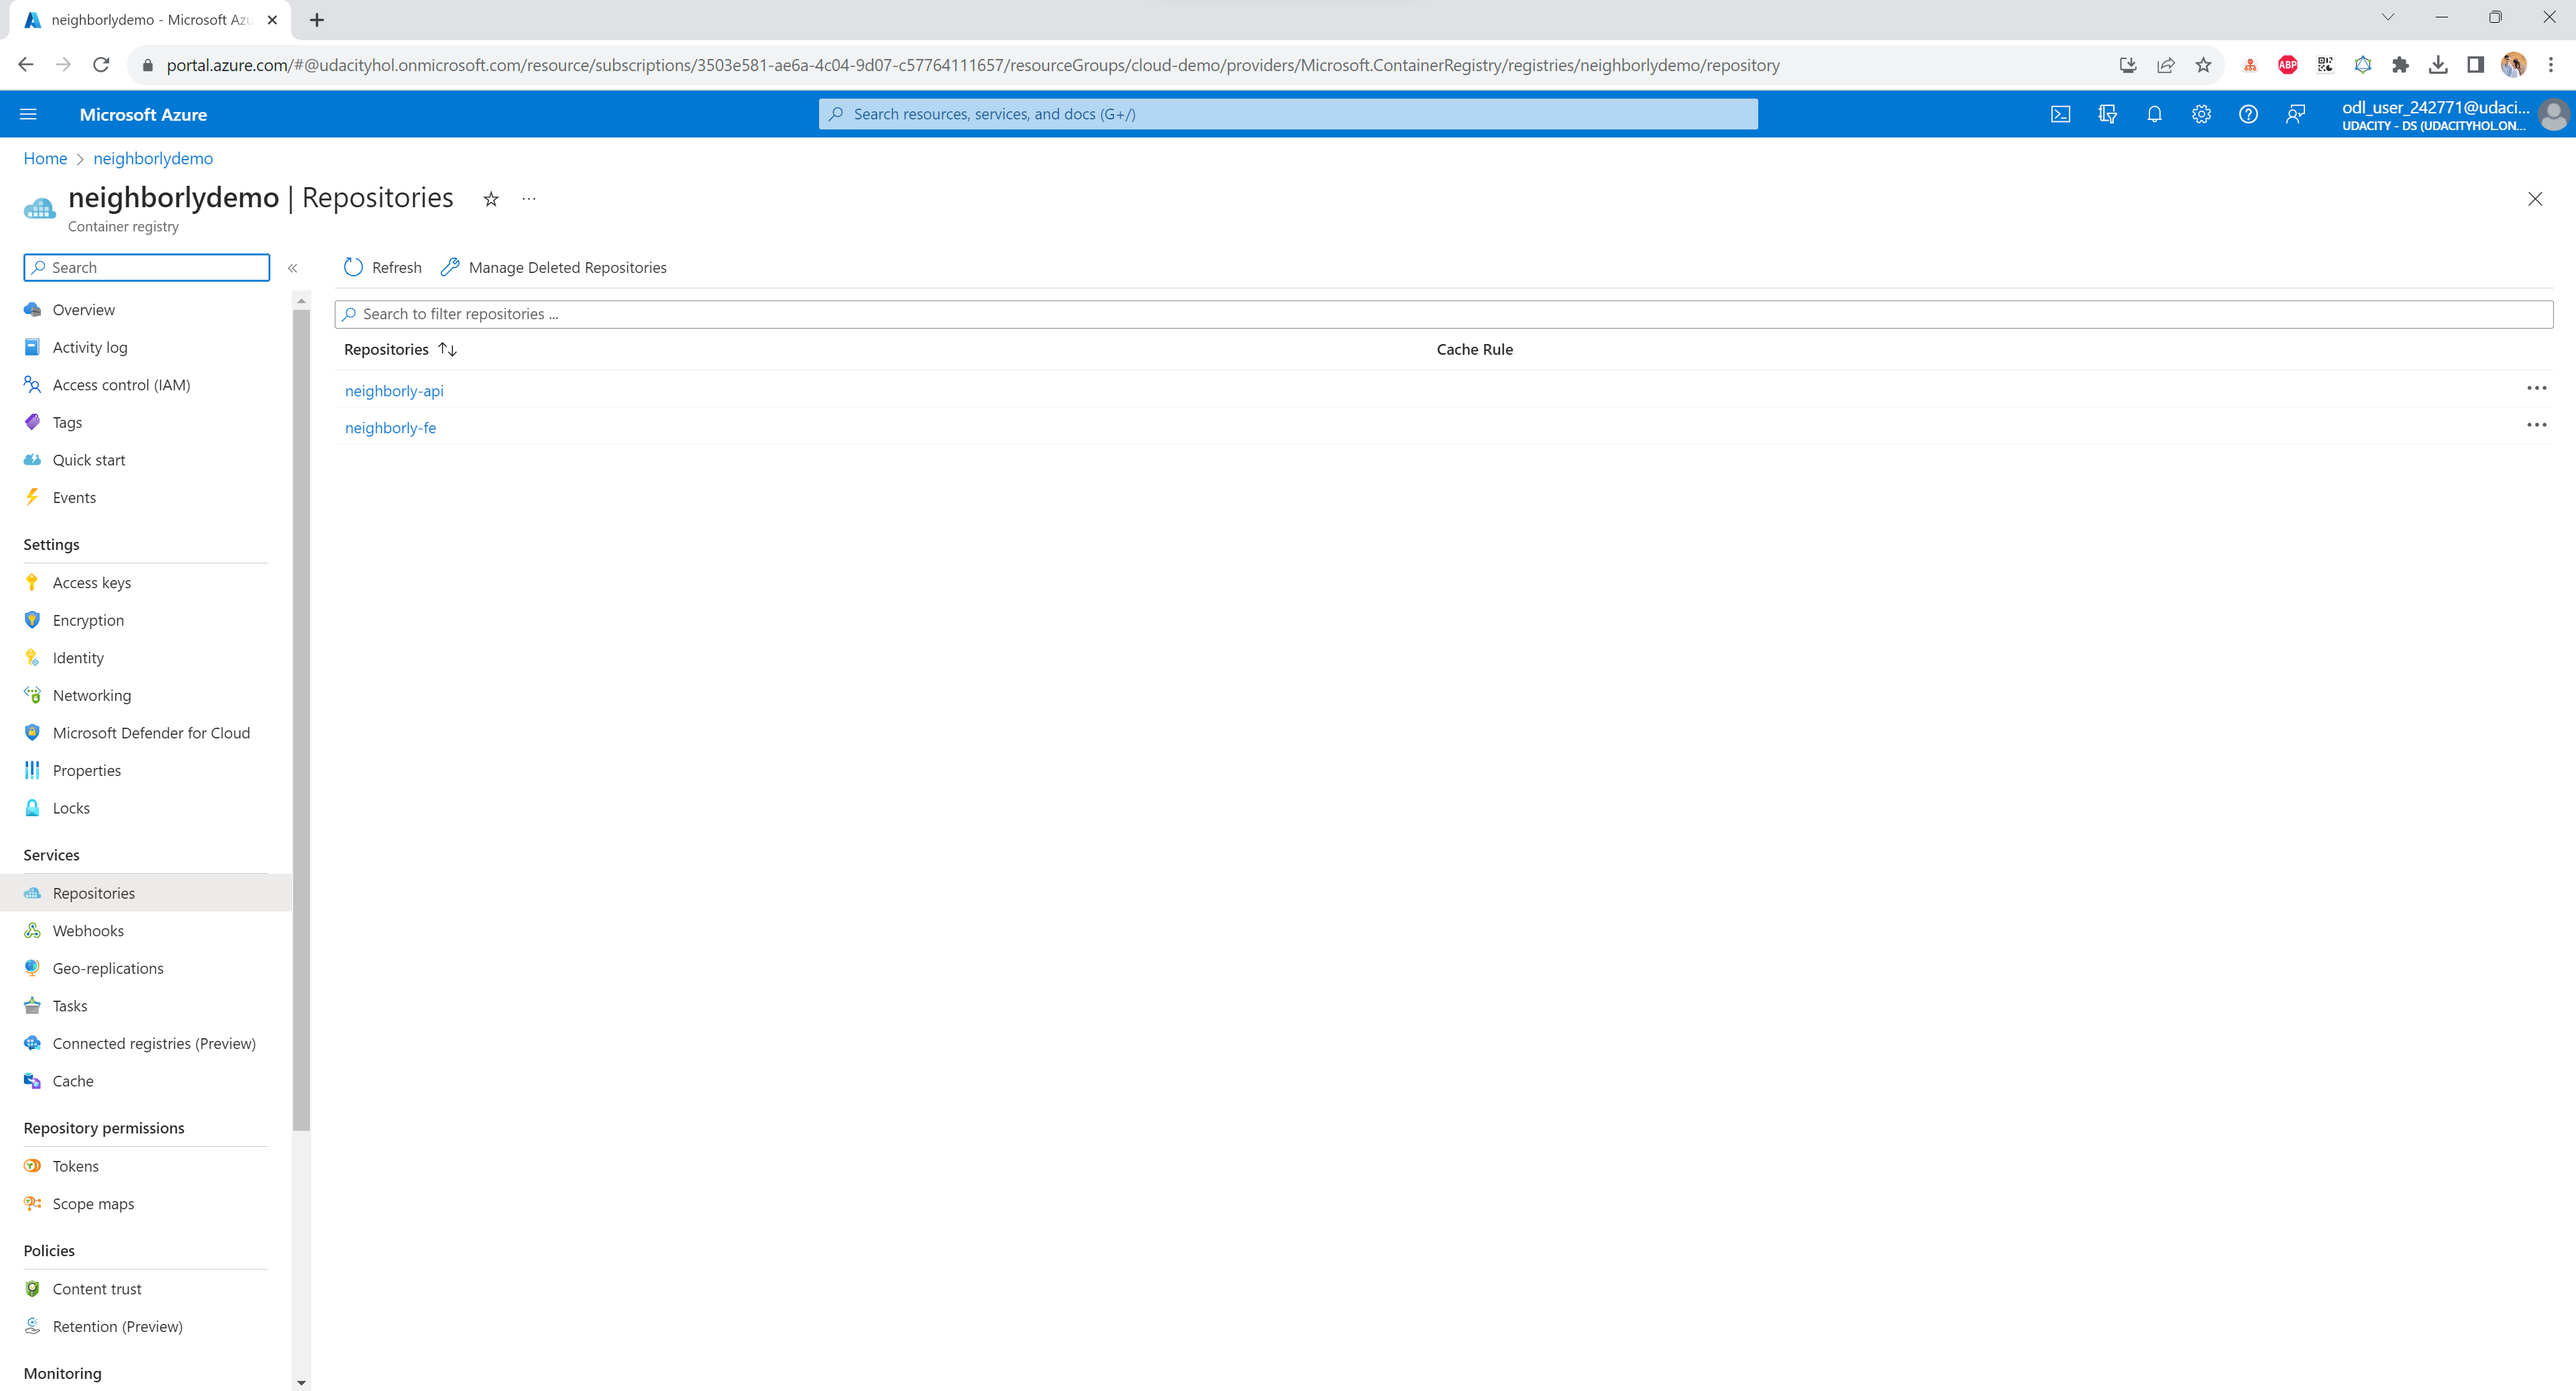 neighborlydemo - Microsoft Azu
portal.azure.com/#@udacityhol.onmicrosoft.com/resource/subscriptions/3503e581-ae6a-4c04-9d07-c57764111657/resourceGroups/cloud-demo/providers/Microsoft.ContainerRegistry/registries/neighborlydemo/repository
ABP
Microsoft Azure
Search resources, services, and docs (G+/)
odl_user_242771@udaci...
UDACITY - DS (UDACITYHOL.ON...
Home > neighborlydemo
neighborlydemo | Repositories
Container registry
Search
Refresh
Manage Deleted Repositories
Search to filter repositories ...
Repositories
Cache Rule
neighborly-api
neighborly-fe
Overview
Activity log
Access control (IAM)
Tags
Quick start
Events
Settings
Access keys
Encryption
Identity
Networking
Microsoft Defender for Cloud
Properties
Locks
Services
Repositories
Webhooks
Geo-replications
Tasks
Connected registries (Preview)
Cache
Repository permissions
Tokens
Scope maps
Policies
Content trust
Retention (Preview)
Monitoring